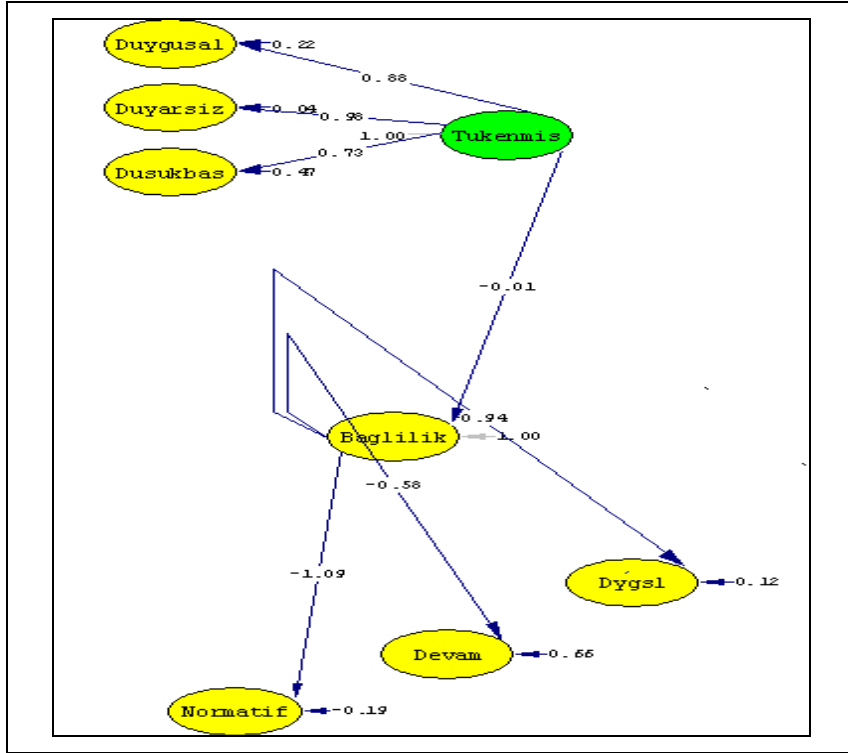 Duygusal
0.22
0.88
Duyarsiz
0.04
0.98
1.00
Tukenmis
0.73
Dusukbas
0.47
-0.01
-0.94
Baglilik
1.00
-0.58
-1.09
Dygsl
0.12
Devam
0.66
Normatif
-0.19